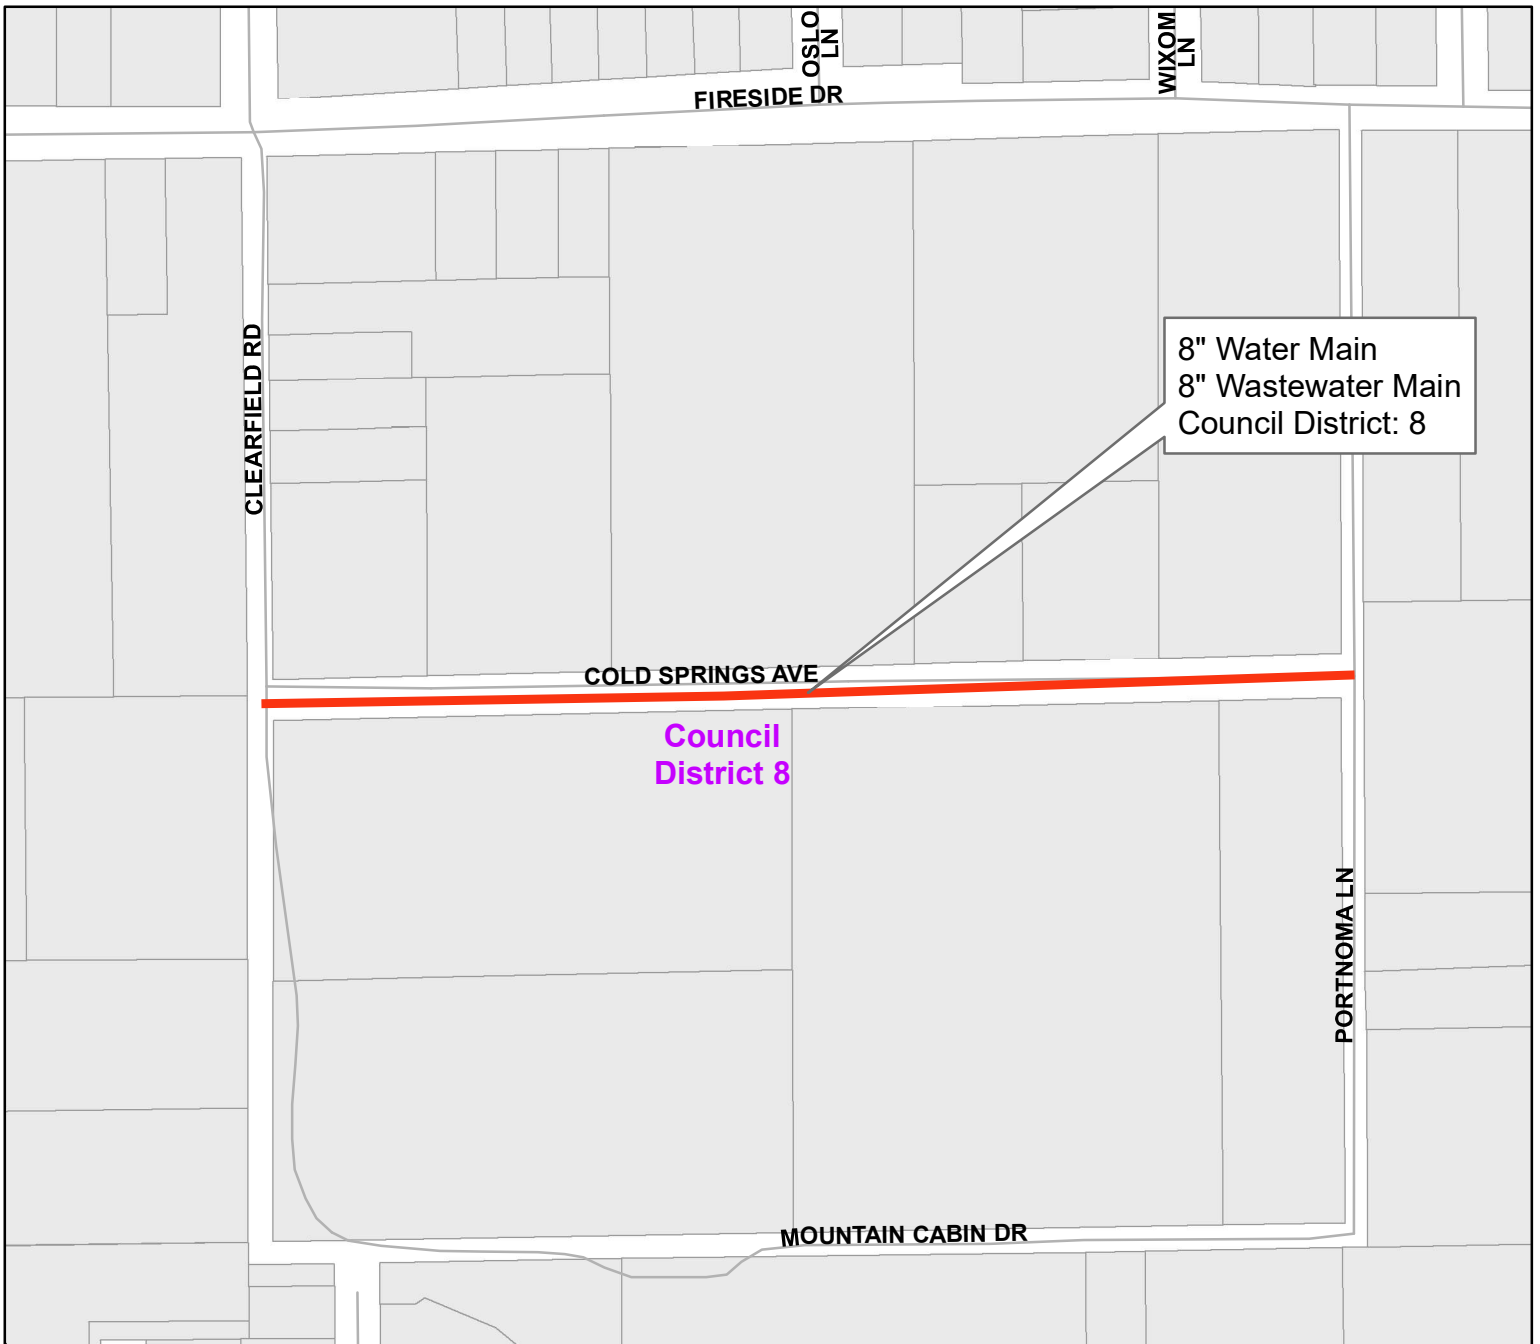 OSLO
LN
WIXOM
LN
FIRESIDE DR
CLEARFIELD RD
8" Water Main
8" Wastewater Main
Council District: 8
COLD SPRINGS AVE
Council
District 8
PORTNOMA LN
MOUNTAIN CABIN DR